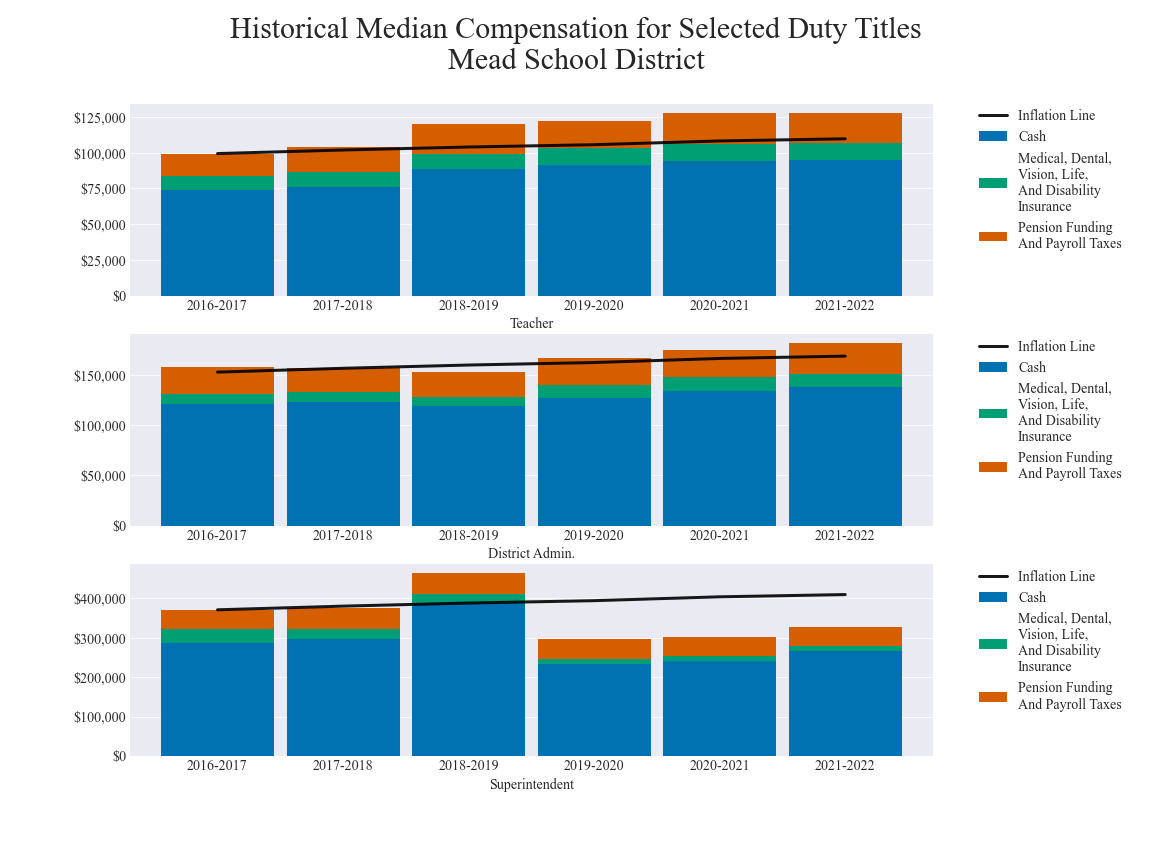 Historical Median Compensation for Selected Duty Titles
Mead School District
$125,000
$100,000
$75,000
$50,000
$25,000
$0
2016-2017
2017-2018
2018-2019
2019-2020
2020-2021
2021-2022
Teacher
Inflation Line
Cash
Medical, Dental,
Vision, Life,
And Disability
Insurance
Pension Funding
And Payroll Taxes
$150,000
$100,000
$50,000
$0
2016-2017
2017-2018
2018-2019
2019-2020
2020-2021
2021-2022
District Admin.
Inflation Line
Cash
Medical, Dental,
Vision, Life,
And Disability
Insurance
Pension Funding
And Payroll Taxes
$400,000
$300,000
$200,000
$100,000
$0
2016-2017
2017-2018
2018-2019
2019-2020
2020-2021
2021-2022
Superintendent
Inflation Line
Cash
Medical, Dental,
Vision, Life,
And Disability
Insurance
Pension Funding
And Payroll Taxes